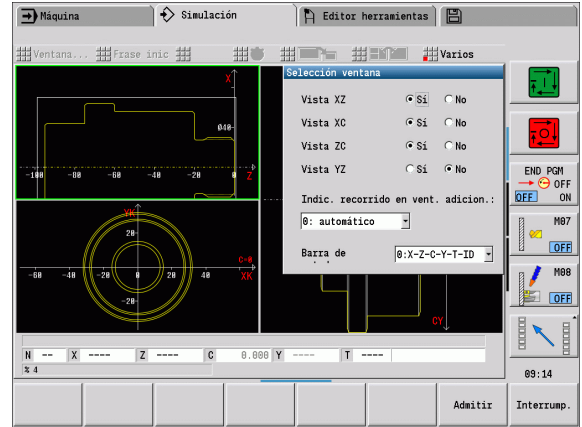 Máquina
Simulación
Editor herramientas
Ventana...
Frase inic
Varios
Selección ventana
Vista XZ Sí No
Vista XC Sí No
Vista ZC Sí No
Vista YZ Sí No
Indic. recorrido en vent. adicion.:
0: automático
Barra de
0:X-Z-C-Y-T-ID
X
040-
-100 -80 -60 -40 -20 0 Z
YK
20-
C-0
-60 -40 0 20 40 XK
-20-
CY
END PGM
OFF
OFF ON
M07
OFF
M08
OFF
N -- X ---- Z ---- C 0.000 Y ---- T ----
% 4
09:14
Admitir
Interrump.